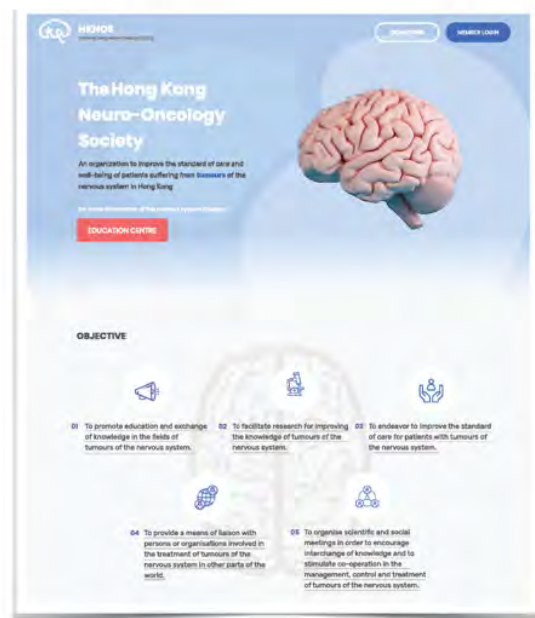 HKNOS
MEMBER LOGIN
The Hong Kong
Neuro-Oncology
Society
An organization to improve the standard of care and
well-being of patients suffering from tumours of the
nervous system in Hong Kong
EDUCATION CENTRE
OBJECTIVE
01 To promote education and exchange
of knowledge in the fields of
tumours of the nervous system.
02 To facilitate research for improving
the knowledge of tumours of the
nervous system.
03 To endeavor to improve the standard
of care for patients with tumours of
the nervous system.
04 To provide a means of liaison with
persons or organisations involved in
the treatment of tumours of the
nervous system in other parts of the
world.
05 To organise scientific and social
meetings in order to encourage
interchange of knowledge and to
stimulate co-operation in the
management, control and treatment
of tumours of the nervous system.